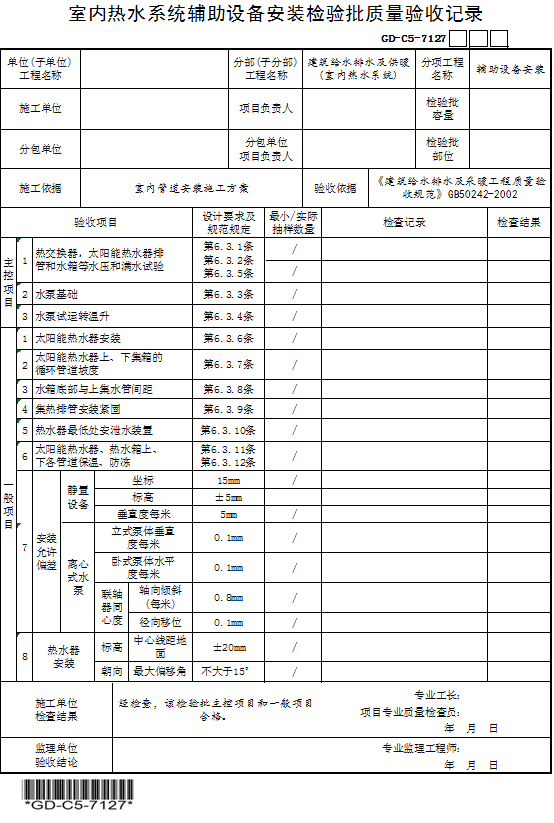 室内热水系统辅助设备安装检验批质量验收记录
GD-C5-7127
单位(子单位)
工程名称
分部(子分部)
工程名称
建筑给水排水及供暖
(室内热水系统)
分项工程
名称
辅助设备安装
施工单位
项目负责人
检验批
容量
分包单位
分包单位
项目负责人
检验批
部位
施工依据
室内管道安装施工方案
验收依据
《建筑给水排水及采暖工程质量验
收规范》GB50242-2002
验收项目
设计要求及
规范规定
最小/实际
抽样数量
检查记录
检查结果
主控项目
1
热交换器，太阳能热水器排
管和水箱等水压和满水试验
第6.3.1条
第6.3.2条
第6.3.5条
/
/
2
水泵基础
第6.3.3条
/
3
水泵试运转温升
第6.3.4条
/
一般项目
1
太阳能热水器安装
第6.3.6条
/
2
太阳能热水器上、下集箱的
循环管道坡度
第6.3.7条
/
3
水箱底部与上集水管间距
第6.3.8条
/
4
集热排管安装紧固
第6.3.9条
/
5
热水器最低处安泄水装置
第6.3.10条
/
6
太阳能热水器、热水箱上、
下各管道保温、防冻
第6.3.11条
第6.3.12条
/
7
安装
允许
偏差
静置
设备
坐标
15mm
/
标高
±5mm
垂直度每米
5mm
/
离心
式水
泵
立式泵体垂直
度每米
0.1mm
/
卧式泵体水平
度每米
0.1mm
/
联轴
器同
心度
轴向倾斜
(每米)
0.8mm
/
径向移位
0.1mm
/
8
热水器
安装
标高
中心线距地
面
±20mm
/
朝向
最大偏移角
不大于15°
/
施工单位
检查结果
经检查，该检验批主控项目和一般项目
合格。
专业工长：
项目专业质量检查员：
年 月 日
监理单位
验收结论
专业监理工程师：
年 月 日
*GD-C5-7127*